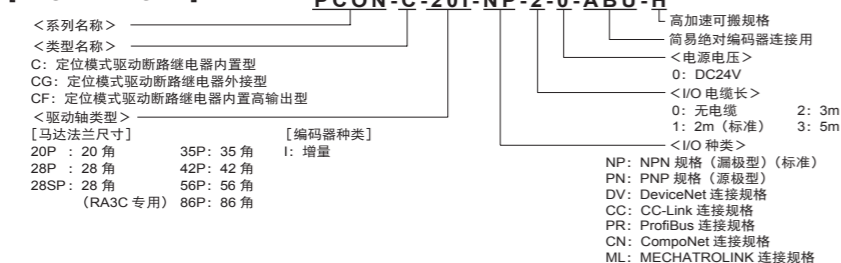 PCON-C-20I-NP-2-0-ABU-H
<系列名称>
<类型名称>
C：定位模式驱动断路继电器内置型
CG：定位模式驱动断路继电器外接型
CF：定位模式驱动断路继电器内置高输出型
<驱动轴类型>
[马达法兰尺寸] [编码器种类]
20P ：20 角 35P：35 角 I：增量
28P ：28 角 42P：42 角
28SP：28 角 56P：56 角
（RA3C 专用） 86P：86 角
高加速可搬规格
简易绝对编码器连接用
<电源电压>
0：DC24V
<I/O 电缆长>
0：无电缆 2：3m
1：2m（标准） 3：5m
<I/O 种类>
NP：NPN 规格（漏极型）（标准）
PN：PNP 规格（源极型）
DV：DeviceNet 连接规格
CC：CC-Link 连接规格
PR：ProfiBus 连接规格
CN：CompoNet 连接规格
ML：MECHATROLINK 连接规格